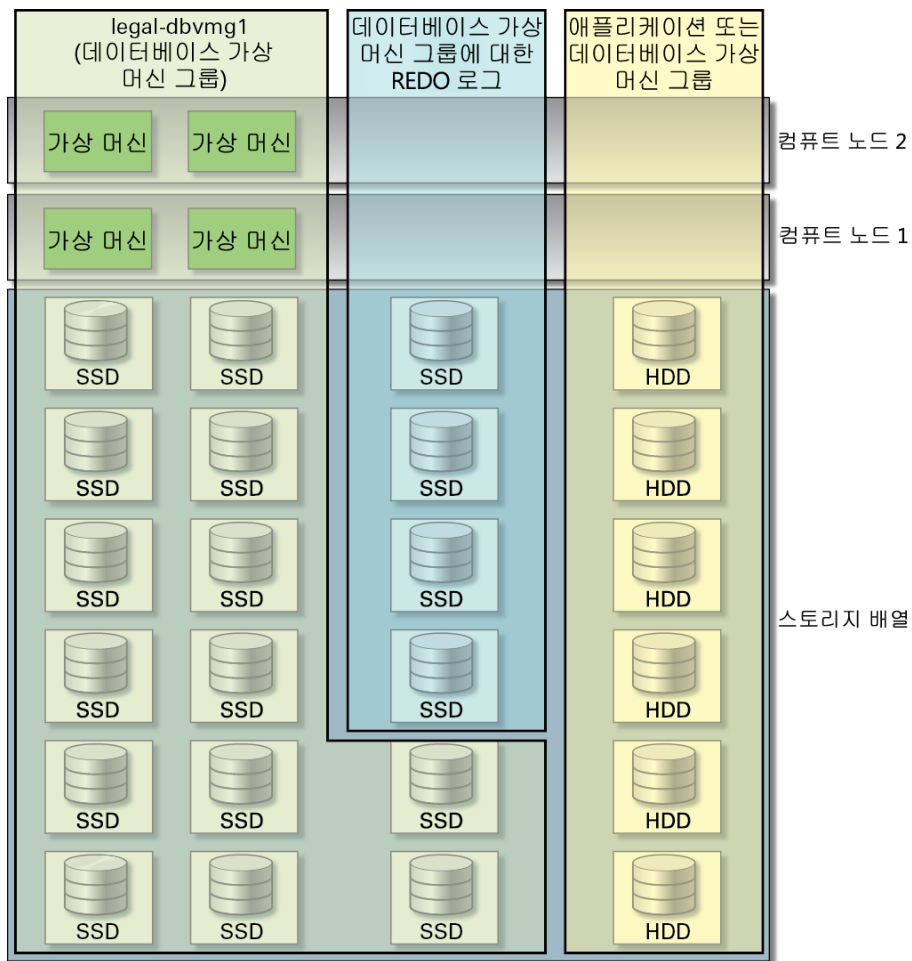 legal-dbvmg1
(데이터베이스 가상
머신 그룹)
데이터베이스 가상
머신 그룹에 대한
REDO 로그
애플리케이션 또는
데이터베이스 가상
머신 그룹
가상 머신 가상 머신
컴퓨트 노드 2
가상 머신 가상 머신
컴퓨트 노드 1
SSD SSD SSD HDD
SSD SSD SSD HDD
SSD SSD SSD HDD
스토리지 배열
SSD SSD SSD HDD
SSD SSD SSD HDD
SSD SSD SSD HDD